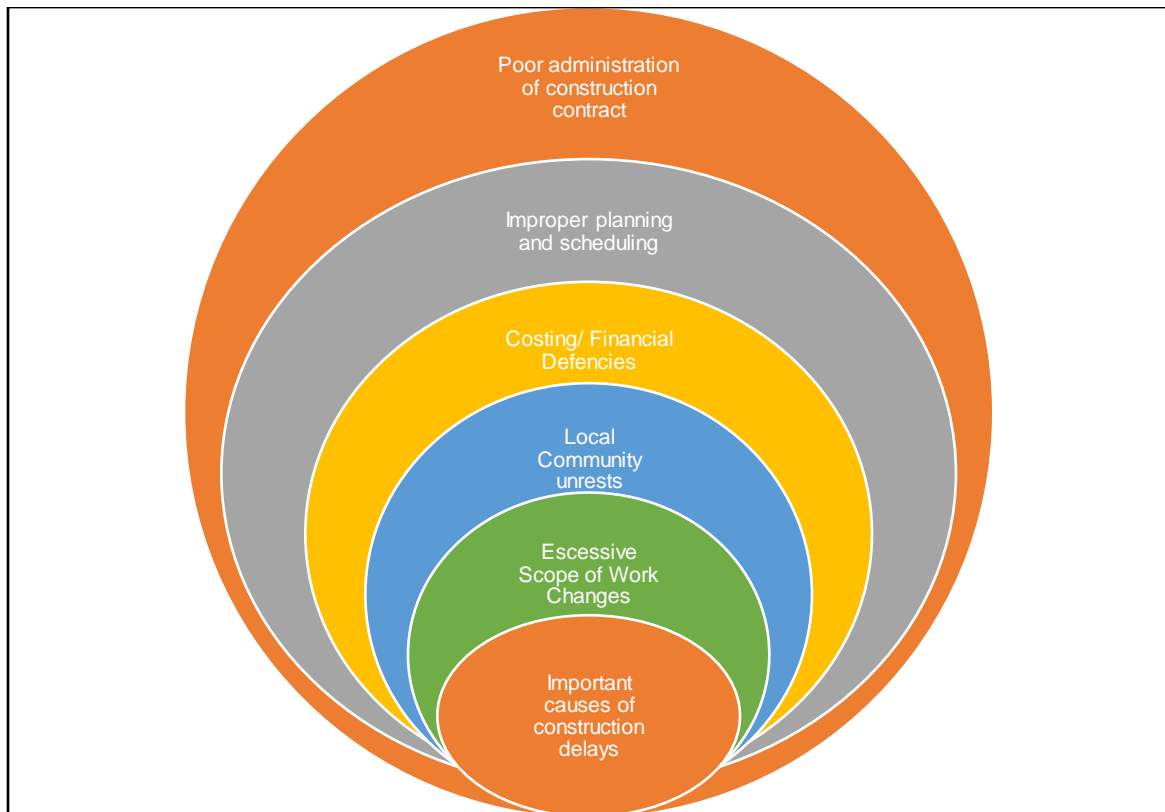 Poor administration
of construction
contract
Improper planning
and scheduling
Costing/ Financial
Defencies
Local
Community
unrests
Escessive
Scope of Work
Changes
Important
causes of
construction
delays